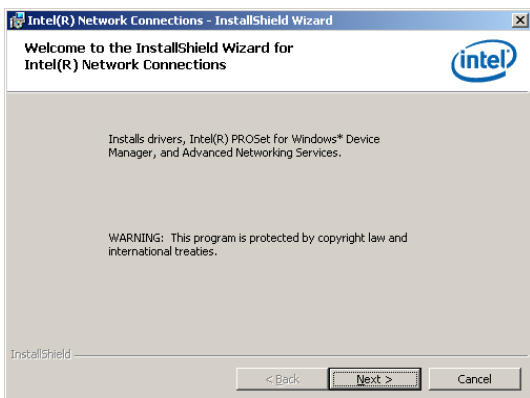 Intel(R) Network Connections - InstallShield Wizard
Welcome to the InstallShield Wizard for
Intel(R) Network Connections
intel
Installs drivers, Intel(R) PROSet for Windows* Device
Manager, and Advanced Networking Services.
WARNING: This program is protected by copyright law and
international treaties.
InstallShield
< Back
Next >
Cancel